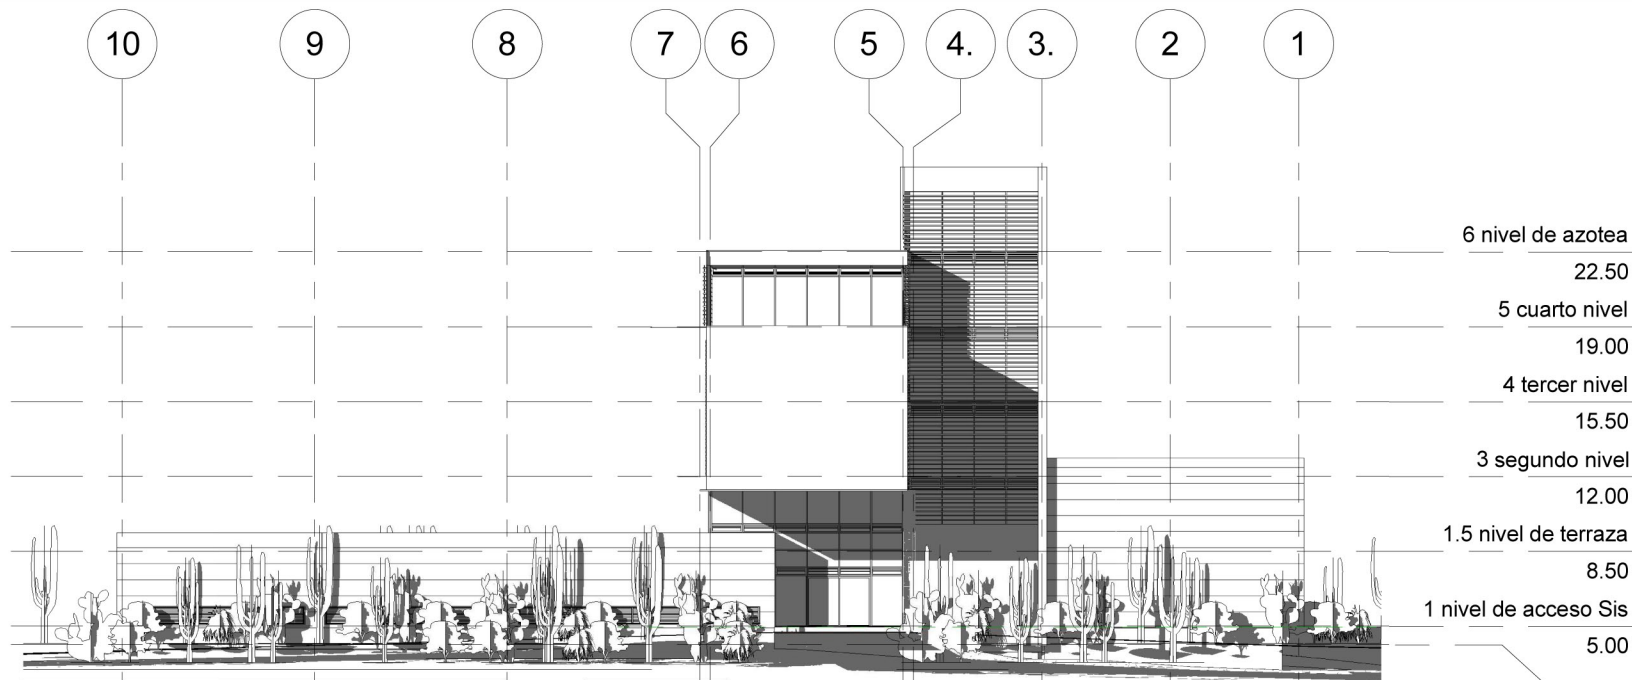 10 9 8 7 6 5 4. 3. 2 1
6 nivel de azotea
22.50
5 cuarto nivel
19.00
4 tercer nivel
15.50
3 segundo nivel
12.00
1.5 nivel de terraza
8.50
1 nivel de acceso Sis
5.00